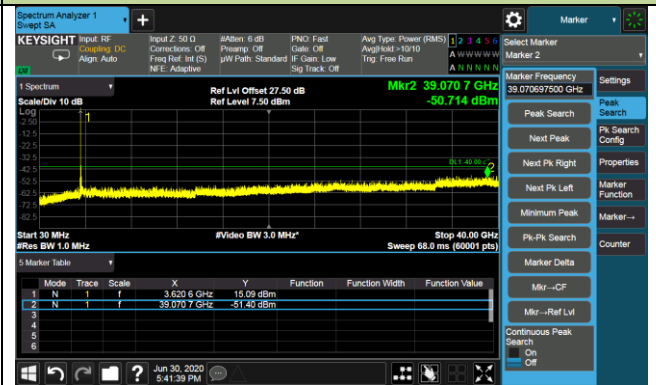 Spectrum Analyzer 1
Swept SA
+
Marker
KEYSIGHT
Input: RF
Coupling: DC
Align: Auto
Input Z: 50 Ω
Corrections: Off
Freq Ref: Int (S)
NFE: Adaptive
#Atten: 6 dB
Preamp: Off
µW Path: Standard
PNO: Fast
Gate: Off
IF Gain: Low
Sig Track: Off
Avg Type: Power (RMS)
Avg|Hold:>10/10
Trig: Free Run
1 2 3 4 5 6
A W W W W W
A N N N N N
Select Marker
Marker 2
1 Spectrum
Scale/Div 10 dB
Ref Lvl Offset 27.50 dB
Ref Level 7.50 dBm
Mkr2 39.070 7 GHz
-50.714 dBm
Log
-2.50
-12.5
-22.5
-32.5
-42.5
-52.5
-62.5
-72.5
-82.5
1
2
Start 30 MHz
#Res BW 1.0 MHz
#Video BW 3.0 MHz*
Stop 40.00 GHz
Sweep 68.0 ms (60001 pts)
5 Marker Table
Mode Trace Scale X Y Function Function Width Function Value
1 N 1 f 3.620 6 GHz 15.09 dBm
2 N 1 f 39.070 7 GHz -51.40 dBm
3
4
5
6
Marker Frequency
39.070697500 GHz
Peak Search
Next Peak
Next Pk Right
Next Pk Left
Minimum Peak
Pk-Pk Search
Marker Delta
Mkr→CF
Mkr→Ref Lvl
Continuous Peak
Search
On
Off
Settings
Peak
Search
Pk Search
Config
Properties
Marker
Function
Marker→
Counter
?
Jun 30, 2020
5:41:39 PM